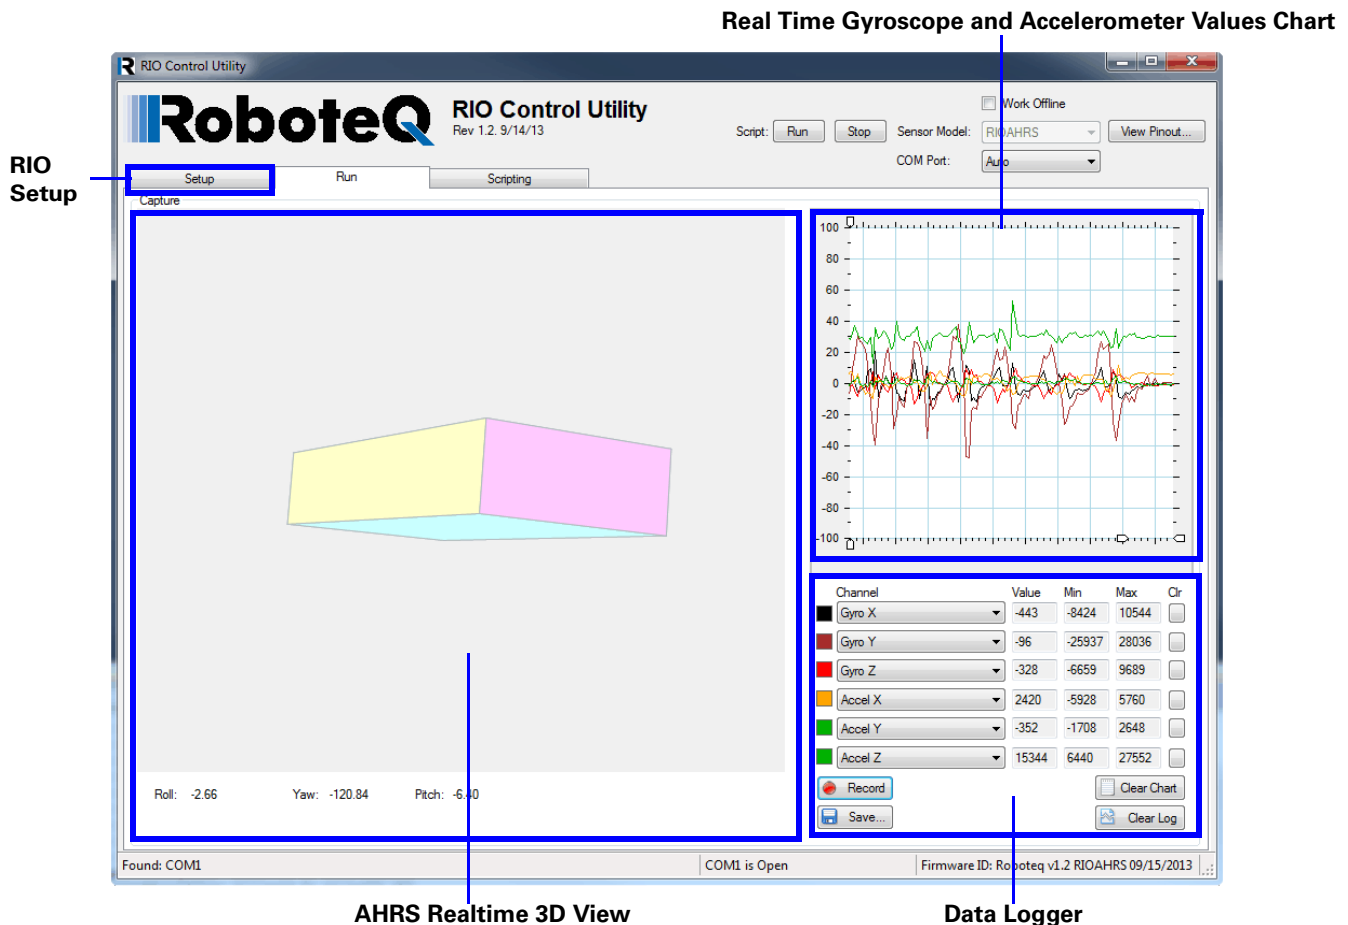 Real Time Gyroscope and Accelerometer Values Chart
RIO Control Utility
RoboteQ
RIO Control Utility
Rev 1.2. 9/14/13
Work Offline
Script: Run Stop Sensor Model: RIOAHRS View Pinout...
COM Port: Auto
RIO Setup
Setup Run Scripting
Capture
100
80
60
40
20
0
-20
-40
-60
-80
-100
Channel Value Min Max Clr
Gyro X -443 -8424 10544
Gyro Y -96 -25937 28036
Gyro Z -328 -6659 9689
Accel X 2420 -5928 5760
Accel Y -352 -1708 2648
Accel Z 15344 6440 27552
Record Clear Chart
Save... Clear Log
Roll: -2.66 Yaw: -120.84 Pitch: -6.40
Found: COM1 COM1 is Open Firmware ID: Roboteq v1.2 RIOAHRS 09/15/2013
AHRS Realtime 3D View
Data Logger